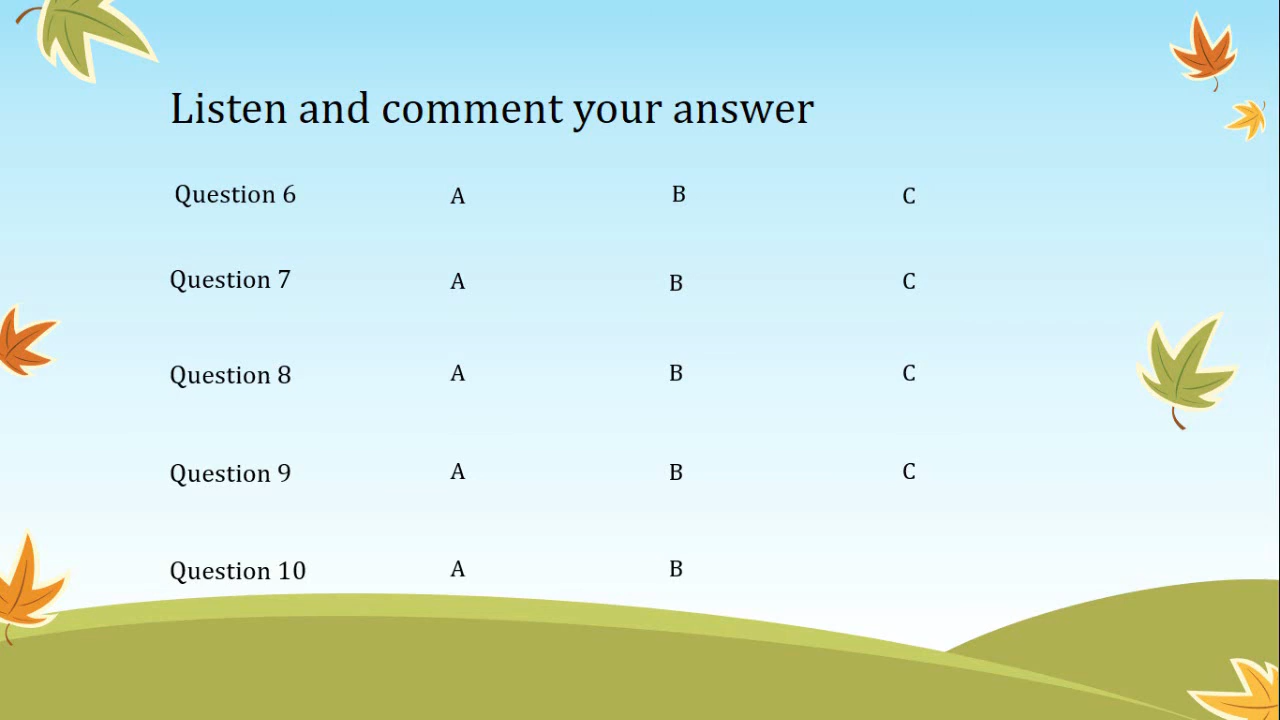 Listen and comment your answer
Question 6 A B C
Question 7 A B C
Question 8 A B C
Question 9 A B C
Question 10 A B